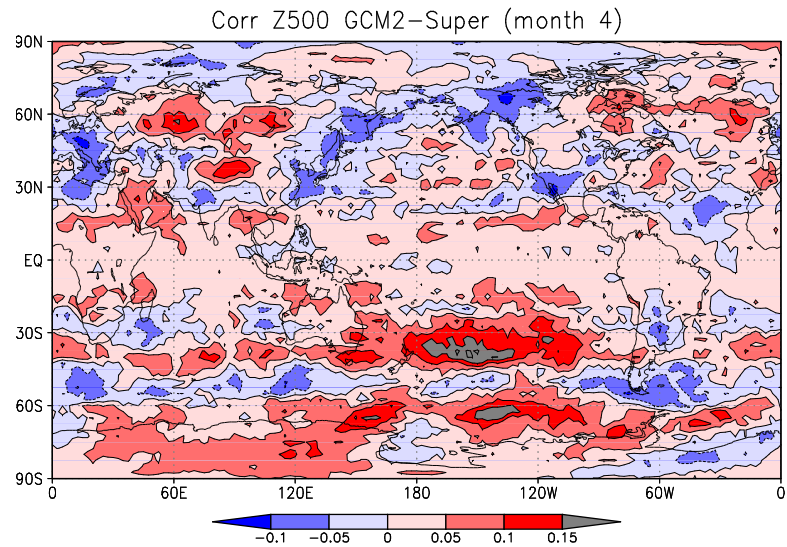 Corr Z500 GCM2-Super (month 4)
90N
60N
30N
EQ
30S
60S
90S
0 60E 120E 180 120W 60W 0
-0.1 -0.05 0 0.05 0.1 0.15